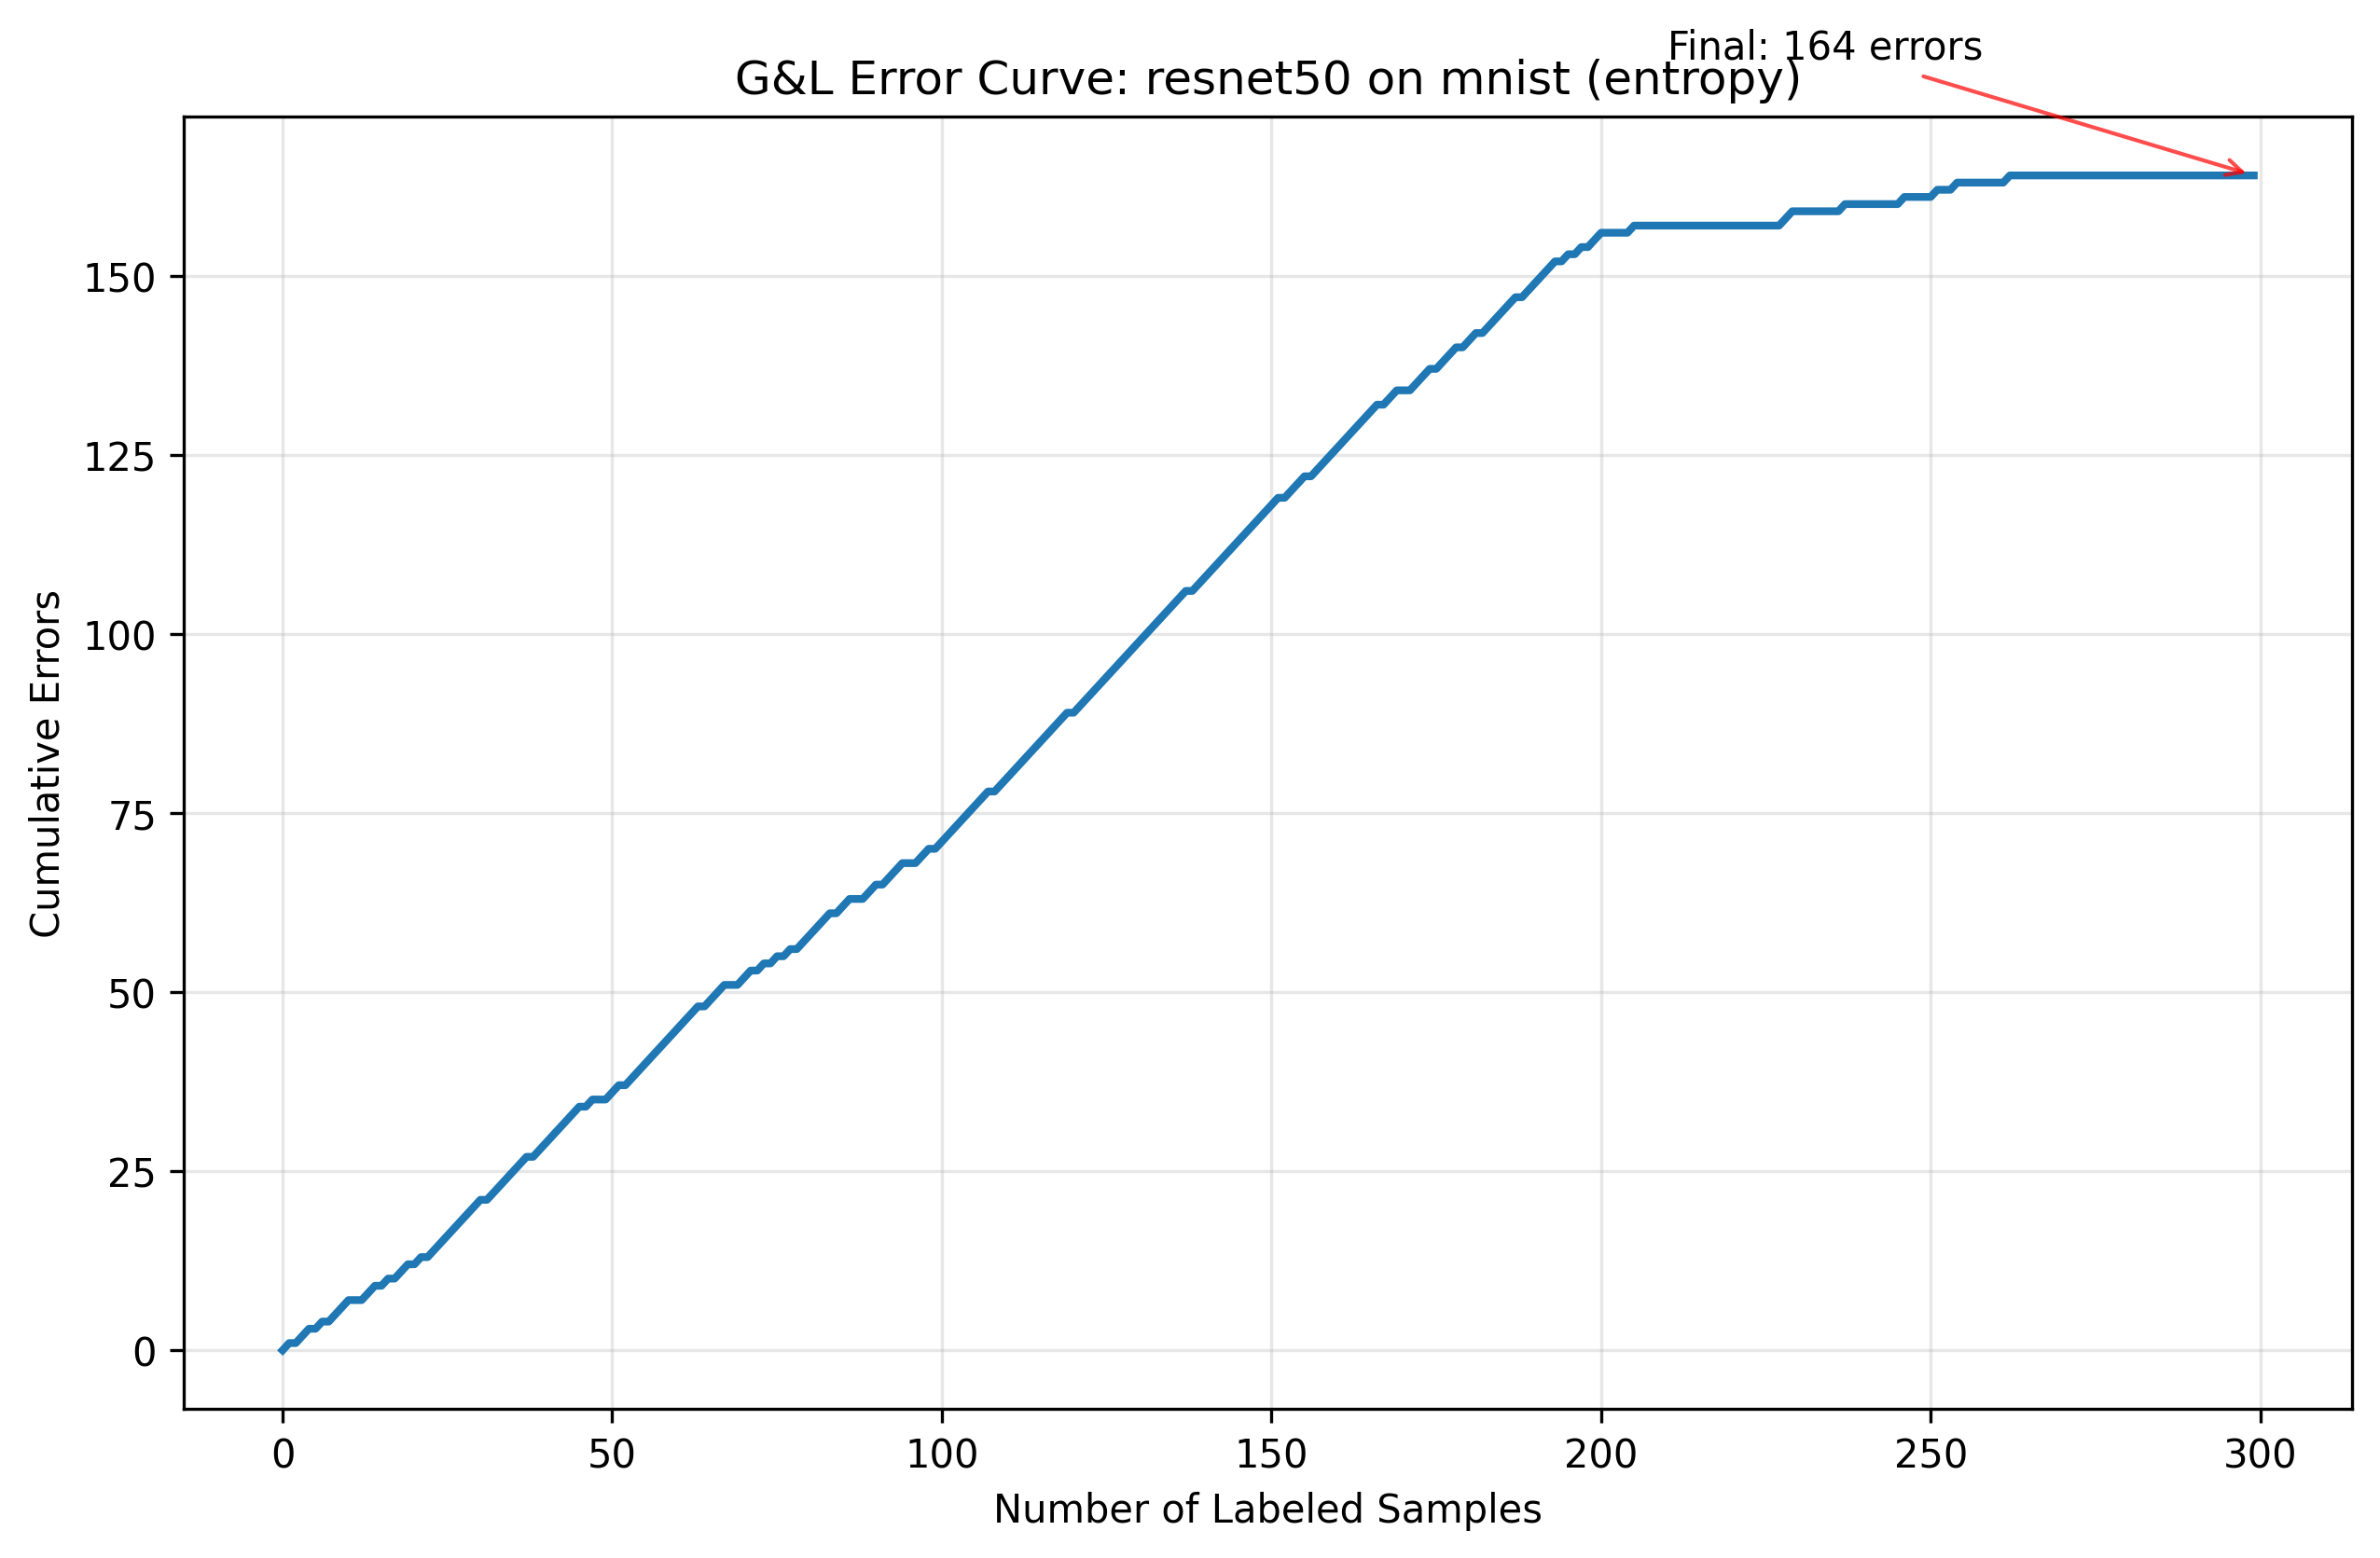 Final: 164 errors
G&L Error Curve: resnet50 on mnist (entropy)
150
125
100
75
50
25
0
Cumulative Errors
0 50 100 150 200 250 300
Number of Labeled Samples